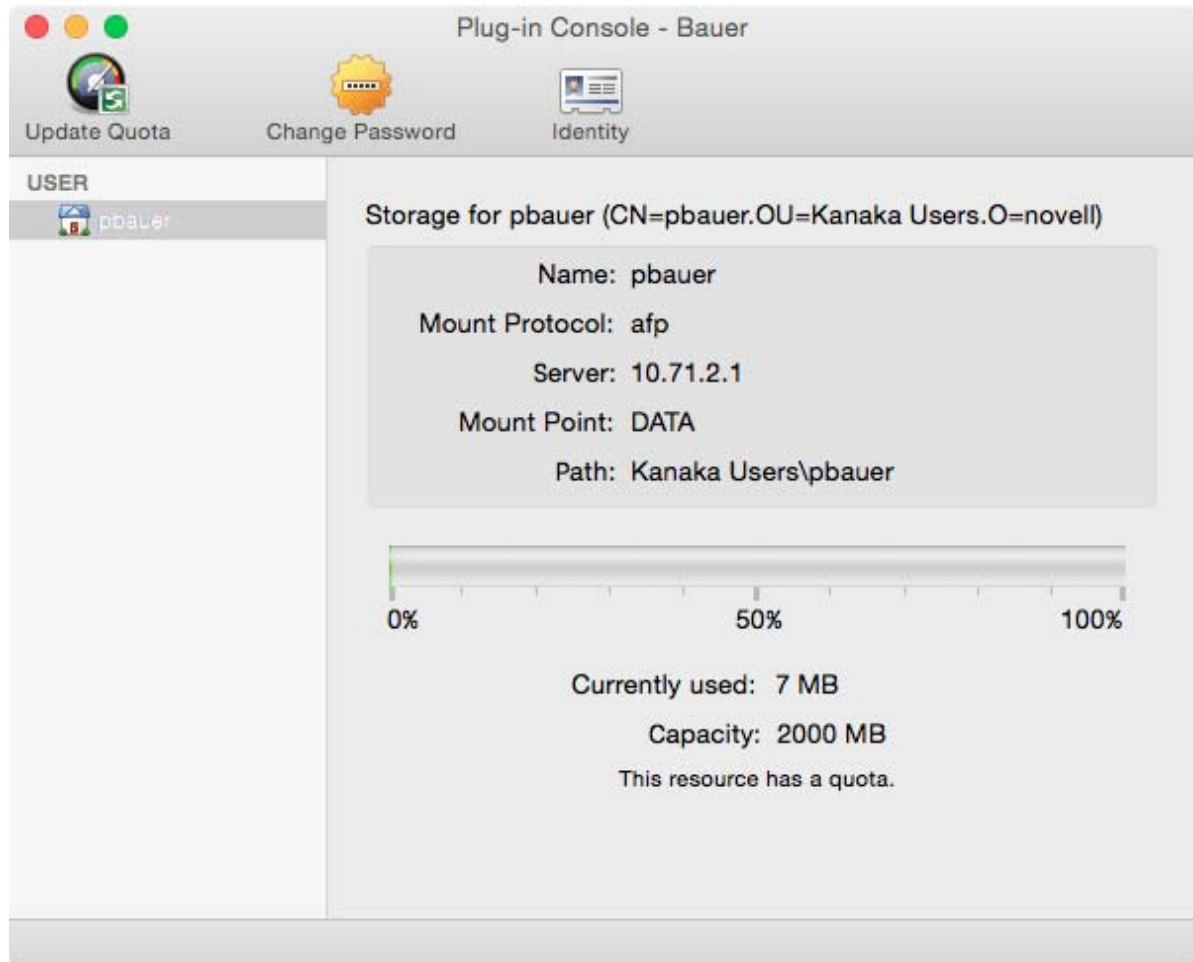 Plug-in Console - Bauer
Update Quota
Change Password
Identity
USER
pbauer
Storage for pbauer (CN=pbauer.OU=Kanaka Users.O=novell)
Name: pbauer
Mount Protocol: afp
Server: 10.71.2.1
Mount Point: DATA
Path: Kanaka Users\pbauer
0% 50% 100%
Currently used: 7 MB
Capacity: 2000 MB
This resource has a quota.